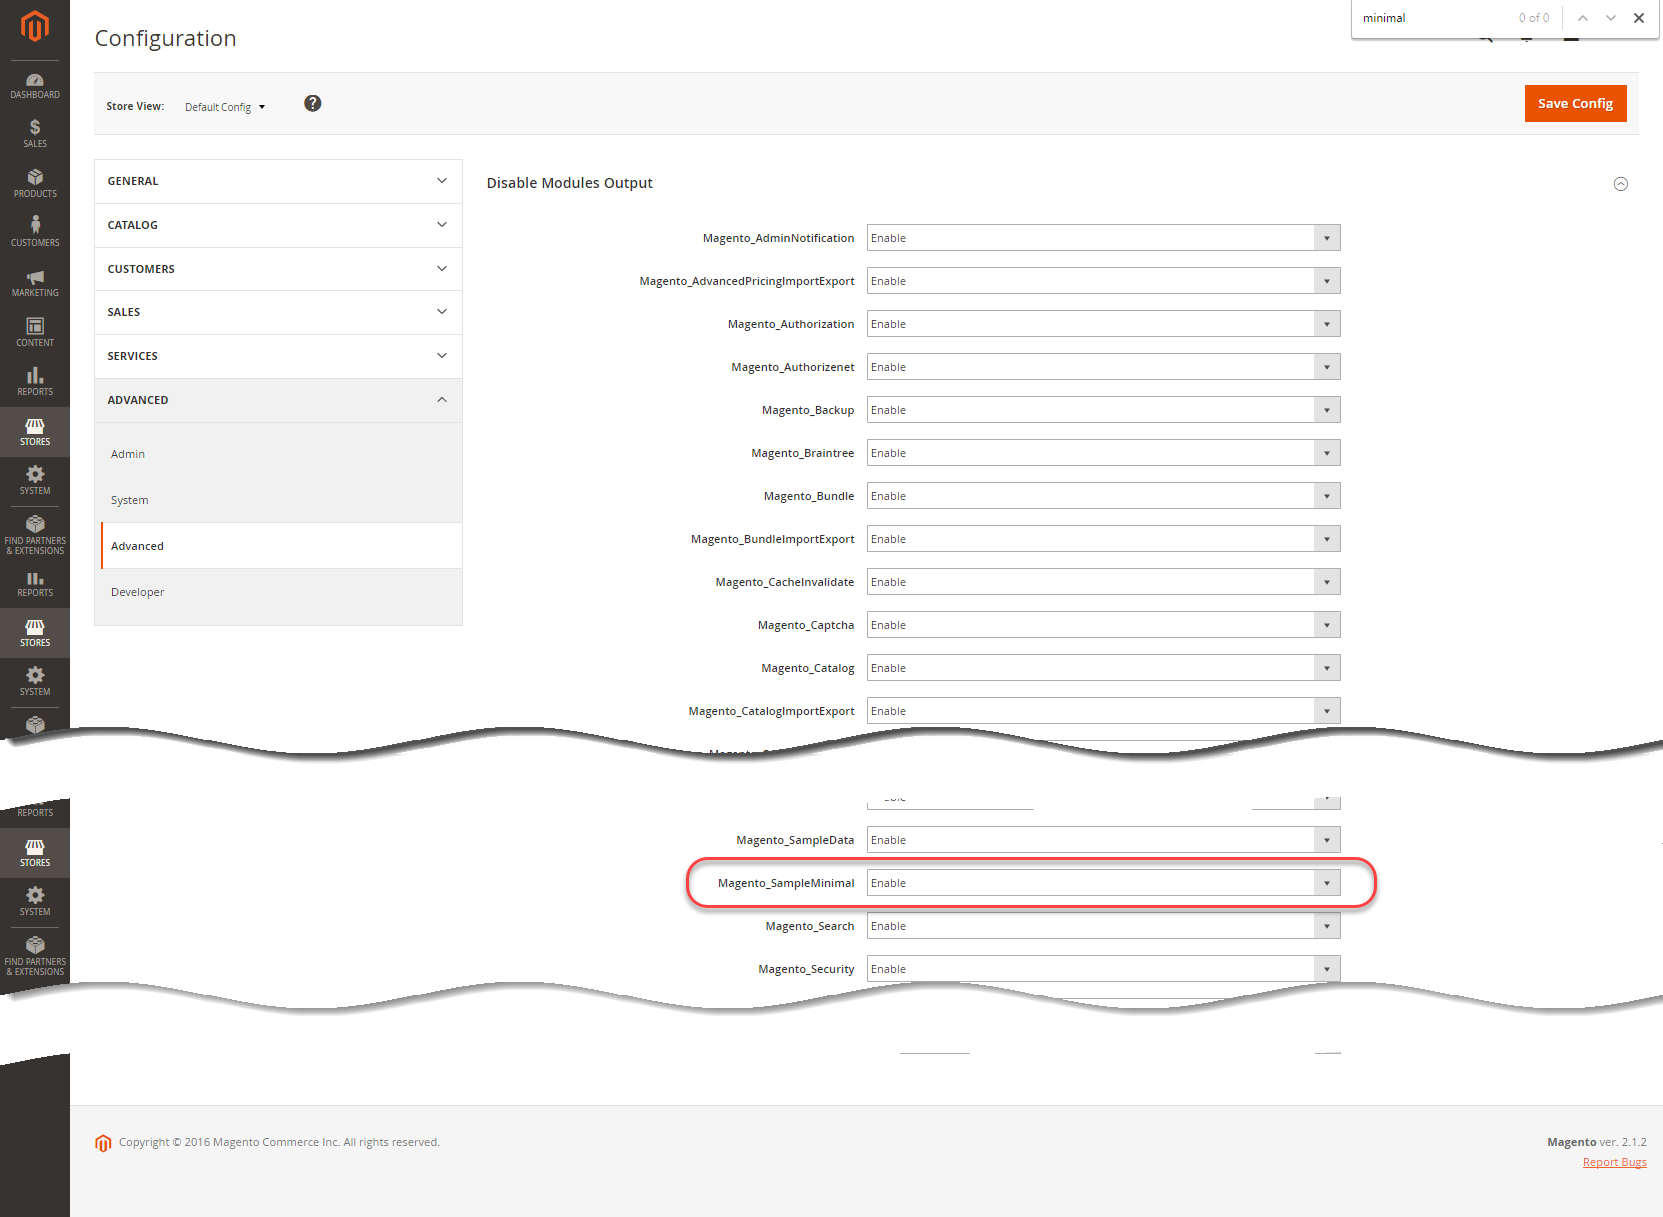 minimal 0 of 0
Configuration
Store View: Default Config ?
Save Config
DASHBOARD
$
SALES
PRODUCTS
CUSTOMERS
MARKETING
CONTENT
REPORTS
STORES
SYSTEM
FIND PARTNERS
& EXTENSIONS
REPORTS
STORES
SYSTEM
GENERAL
CATALOG
CUSTOMERS
SALES
SERVICES
ADVANCED
Admin
System
Advanced
Developer
Disable Modules Output
Magento_AdminNotification Enable
Magento_AdvancedPricingImportExport Enable
Magento_Authorization Enable
Magento_Authorizenet Enable
Magento_Backup Enable
Magento_Braintree Enable
Magento_Bundle Enable
Magento_BundleImportExport Enable
Magento_CacheInvalidate Enable
Magento_Captcha Enable
Magento_Catalog Enable
Magento_CatalogImportExport Enable
REPORTS
STORES
SYSTEM
FIND PARTNERS
& EXTENSIONS
Magento_SampleData Enable
Magento_SampleMinimal Enable
Magento_Search Enable
Magento_Security Enable
Copyright © 2016 Magento Commerce Inc. All rights reserved.
Magento ver. 2.1.2
Report Bugs